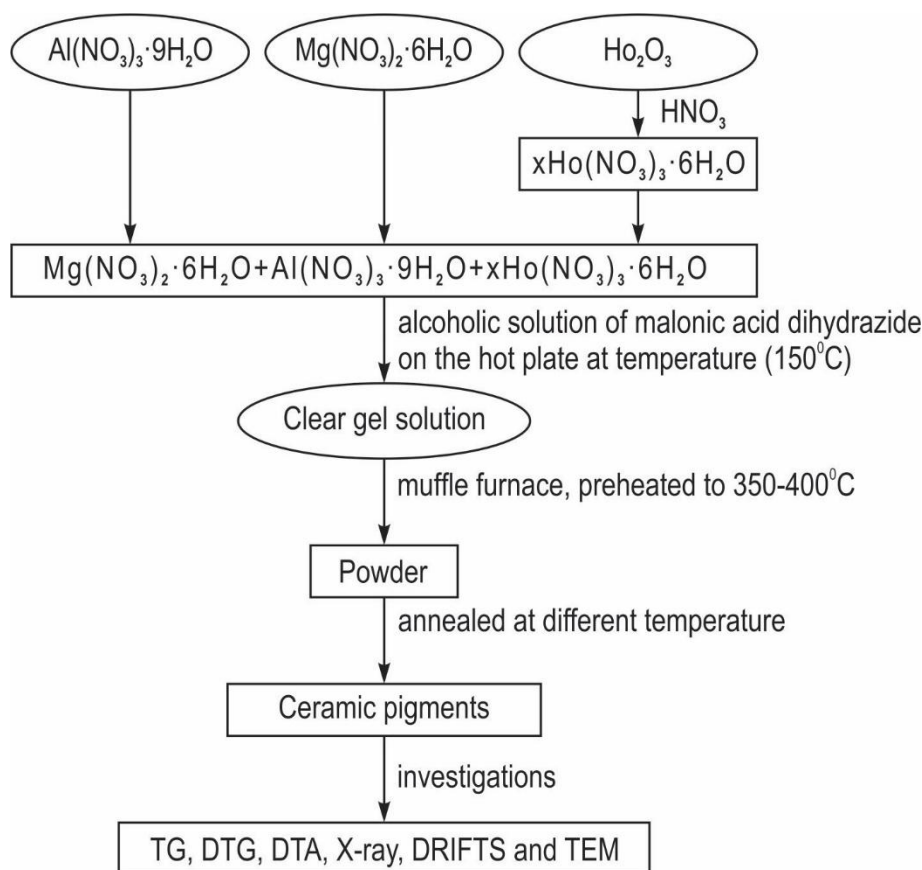 Al(NO₃)₃·9H₂O
Mg(NO₃)₂·6H₂O
Ho₂O₃
HNO₃
xHo(NO₃)₃·6H₂O
Mg(NO₃)₂·6H₂O+Al(NO₃)₃·9H₂O+xHo(NO₃)₃·6H₂O
alcoholic solution of malonic acid dihydrazide
on the hot plate at temperature (150⁰C)
Clear gel solution
muffle furnace, preheated to 350-400⁰C
Powder
annealed at different temperature
Ceramic pigments
investigations
TG, DTG, DTA, X-ray, DRIFTS and TEM